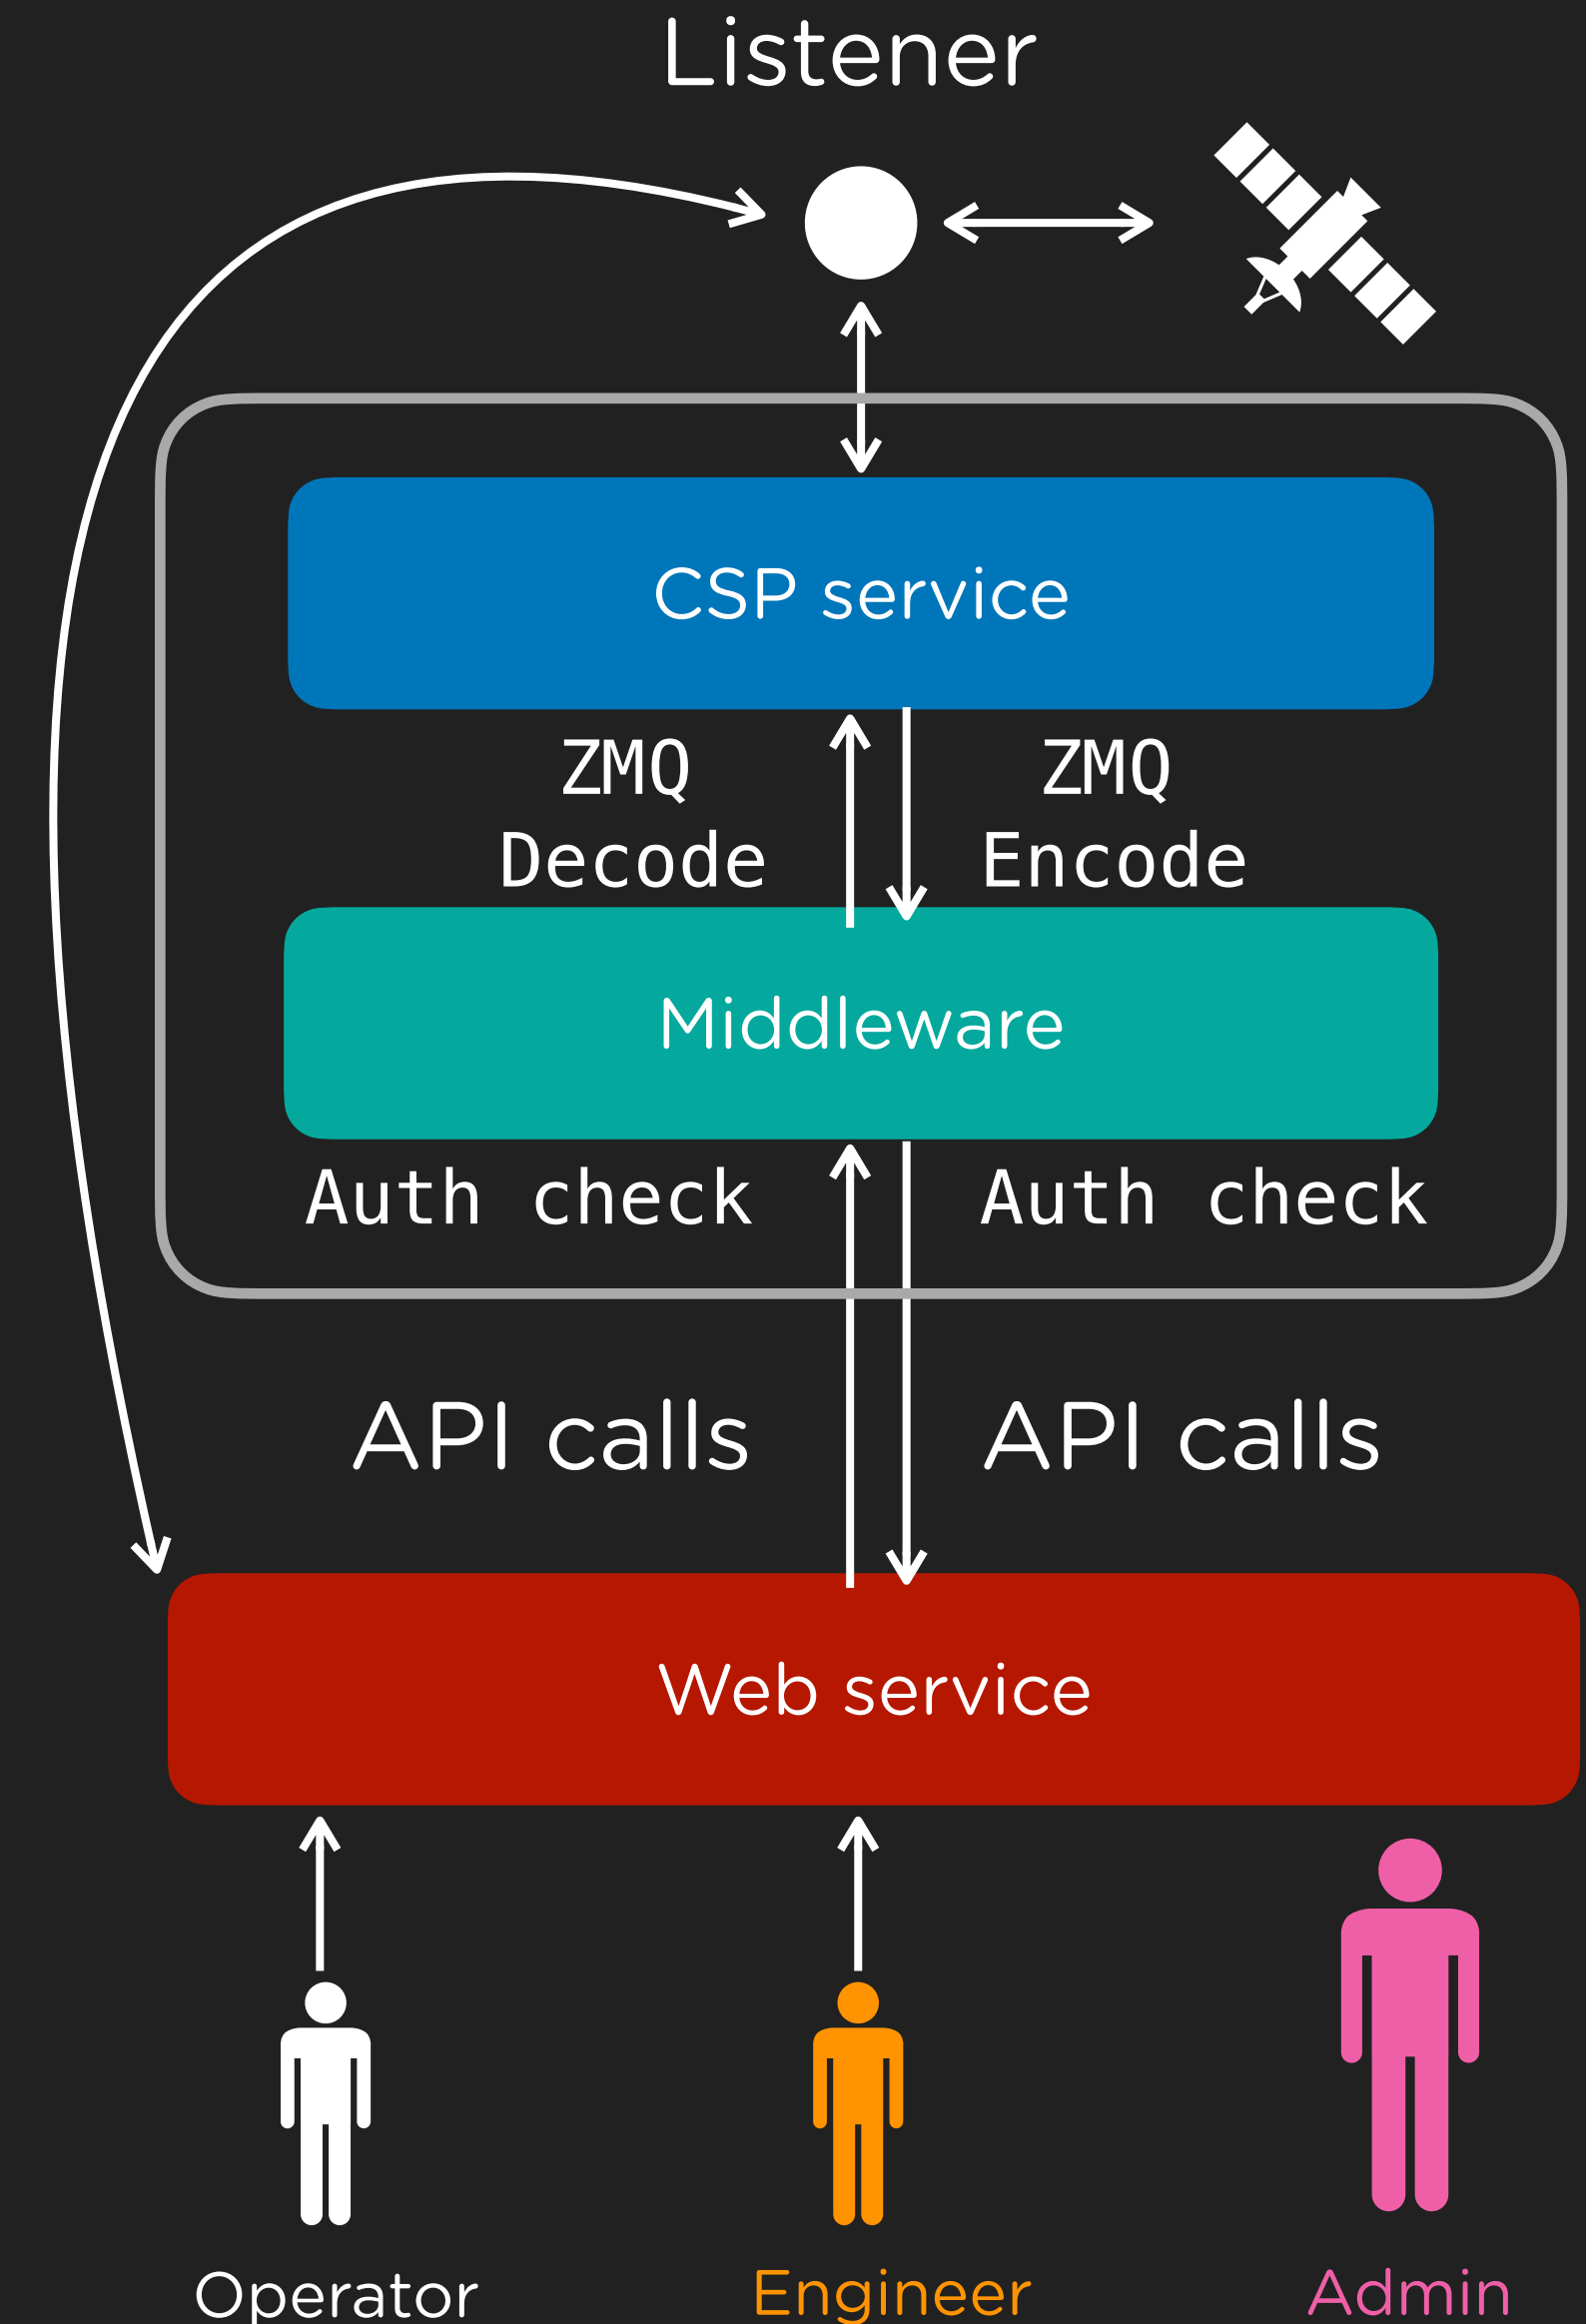 Listener
CSP service
ZMQ
Decode
ZMQ
Encode
Middleware
Auth check
Auth check
API calls
API calls
Web service
Operator
Engineer
Admin